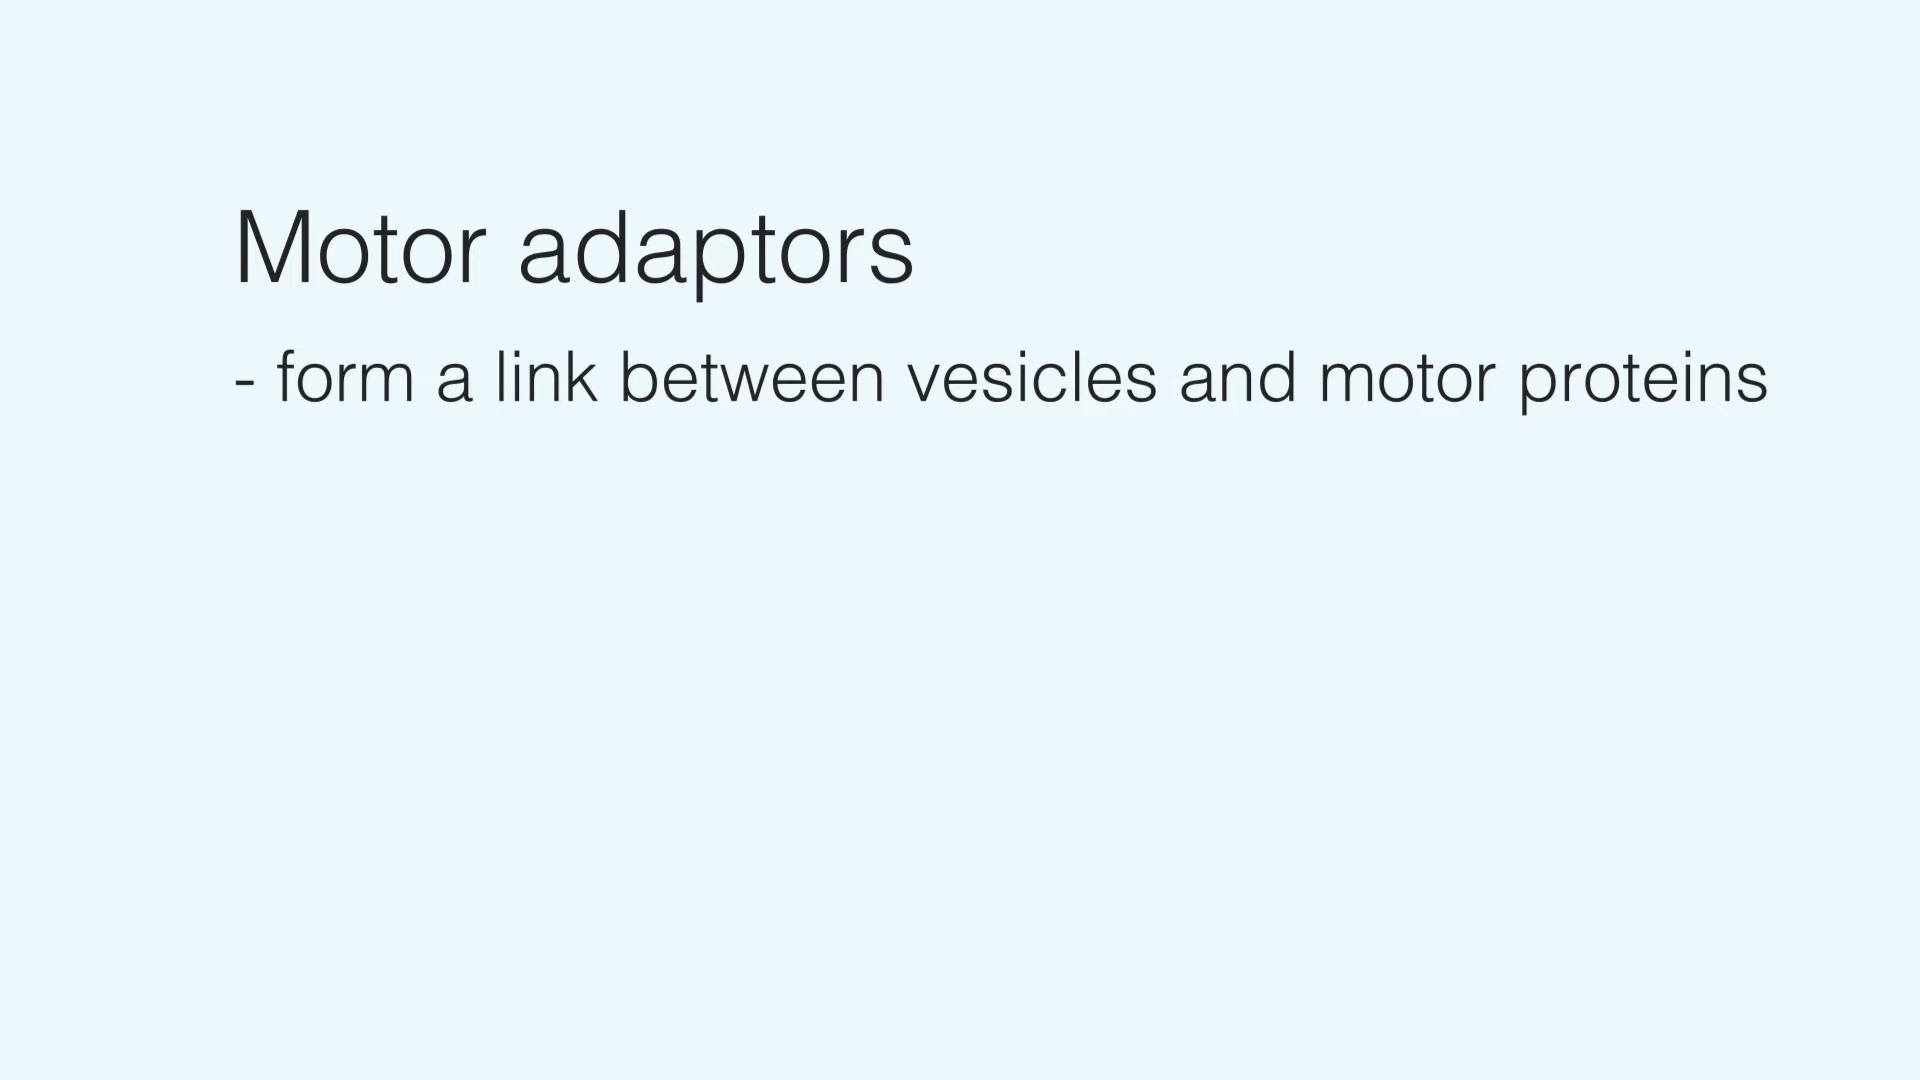 Motor adaptors
- form a link between vesicles and motor proteins